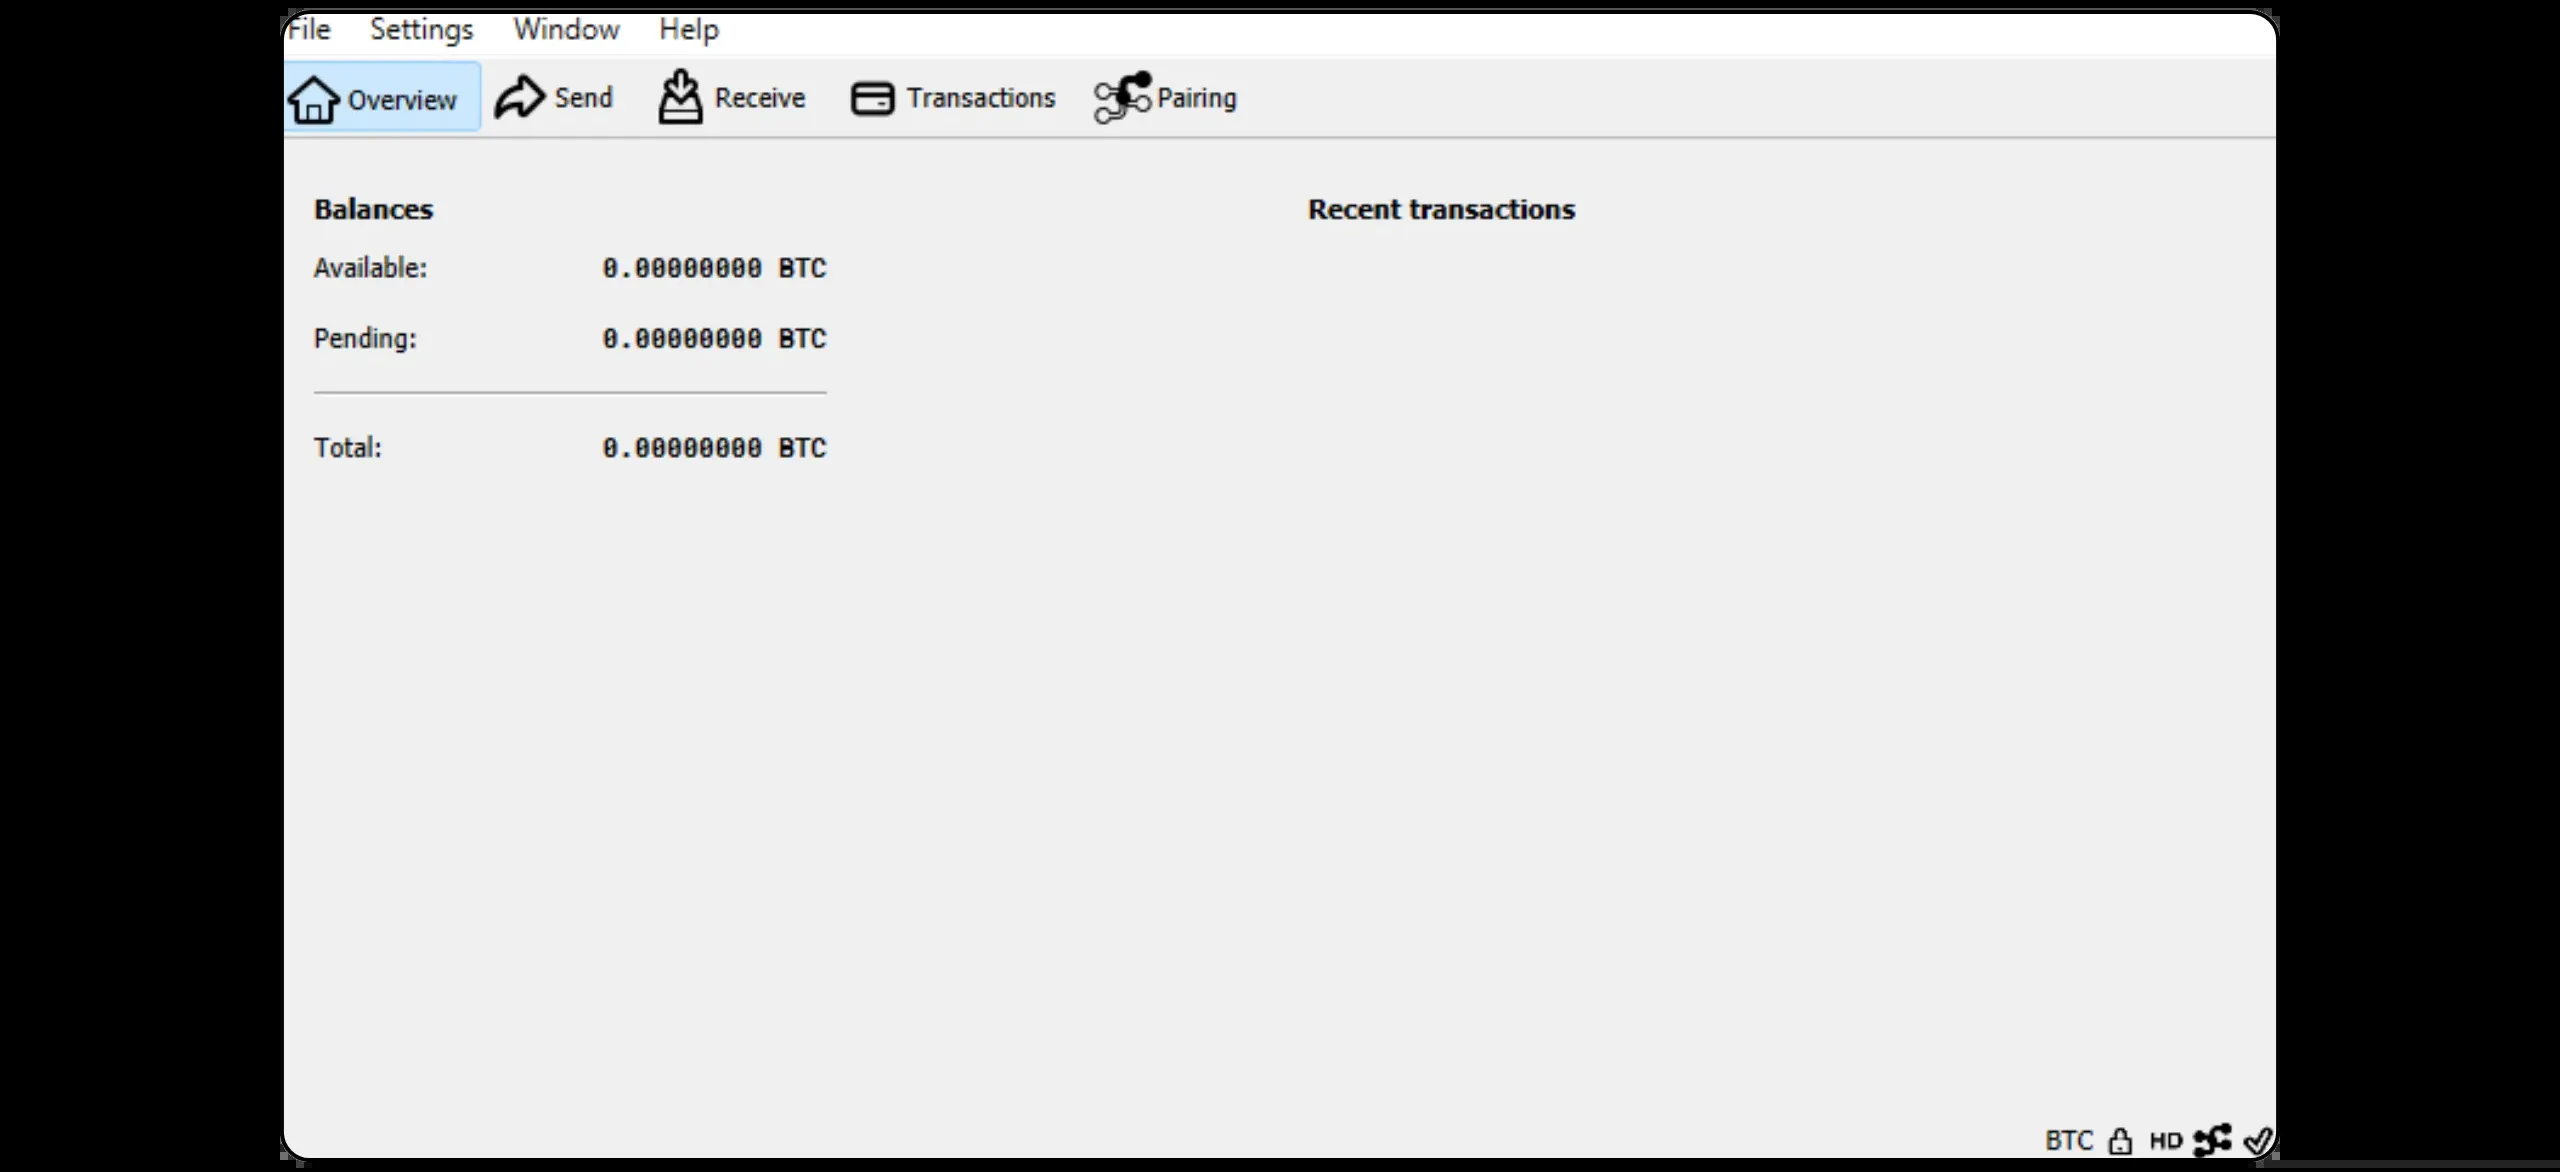 File Settings Window Help
Overview Send Receive Transactions Pairing
Balances Recent transactions
Available: 0.00000000 BTC
Pending: 0.00000000 BTC
Total: 0.00000000 BTC
BTC HD